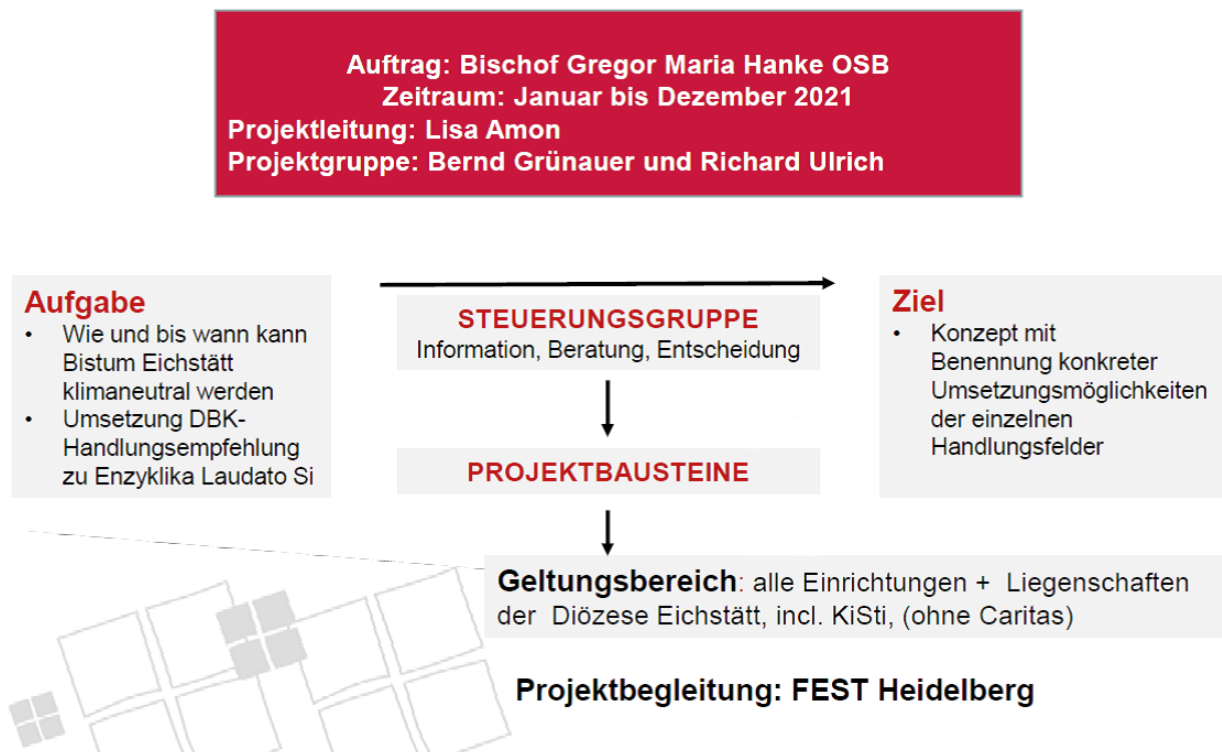 Auftrag: Bischof Gregor Maria Hanke OSB
Zeitraum: Januar bis Dezember 2021
Projektleitung: Lisa Amon
Projektgruppe: Bernd Grünauer und Richard Ulrich
Aufgabe
• Wie und bis wann kann
Bistum Eichstätt
klimaneutral werden
• Umsetzung DBK-
Handlungsempfehlung
zu Enzyklika Laudato Si
STEUERUNGSGRUPPE
Information, Beratung, Entscheidung
PROJEKTBAUSTEINE
Ziel
• Konzept mit
Benennung konkreter
Umsetzungsmöglichkeiten
der einzelnen
Handlungsfelder
Geltungsbereich: alle Einrichtungen + Liegenschaften
der Diözese Eichstätt, incl. KiSti, (ohne Caritas)
Projektbegleitung: FEST Heidelberg